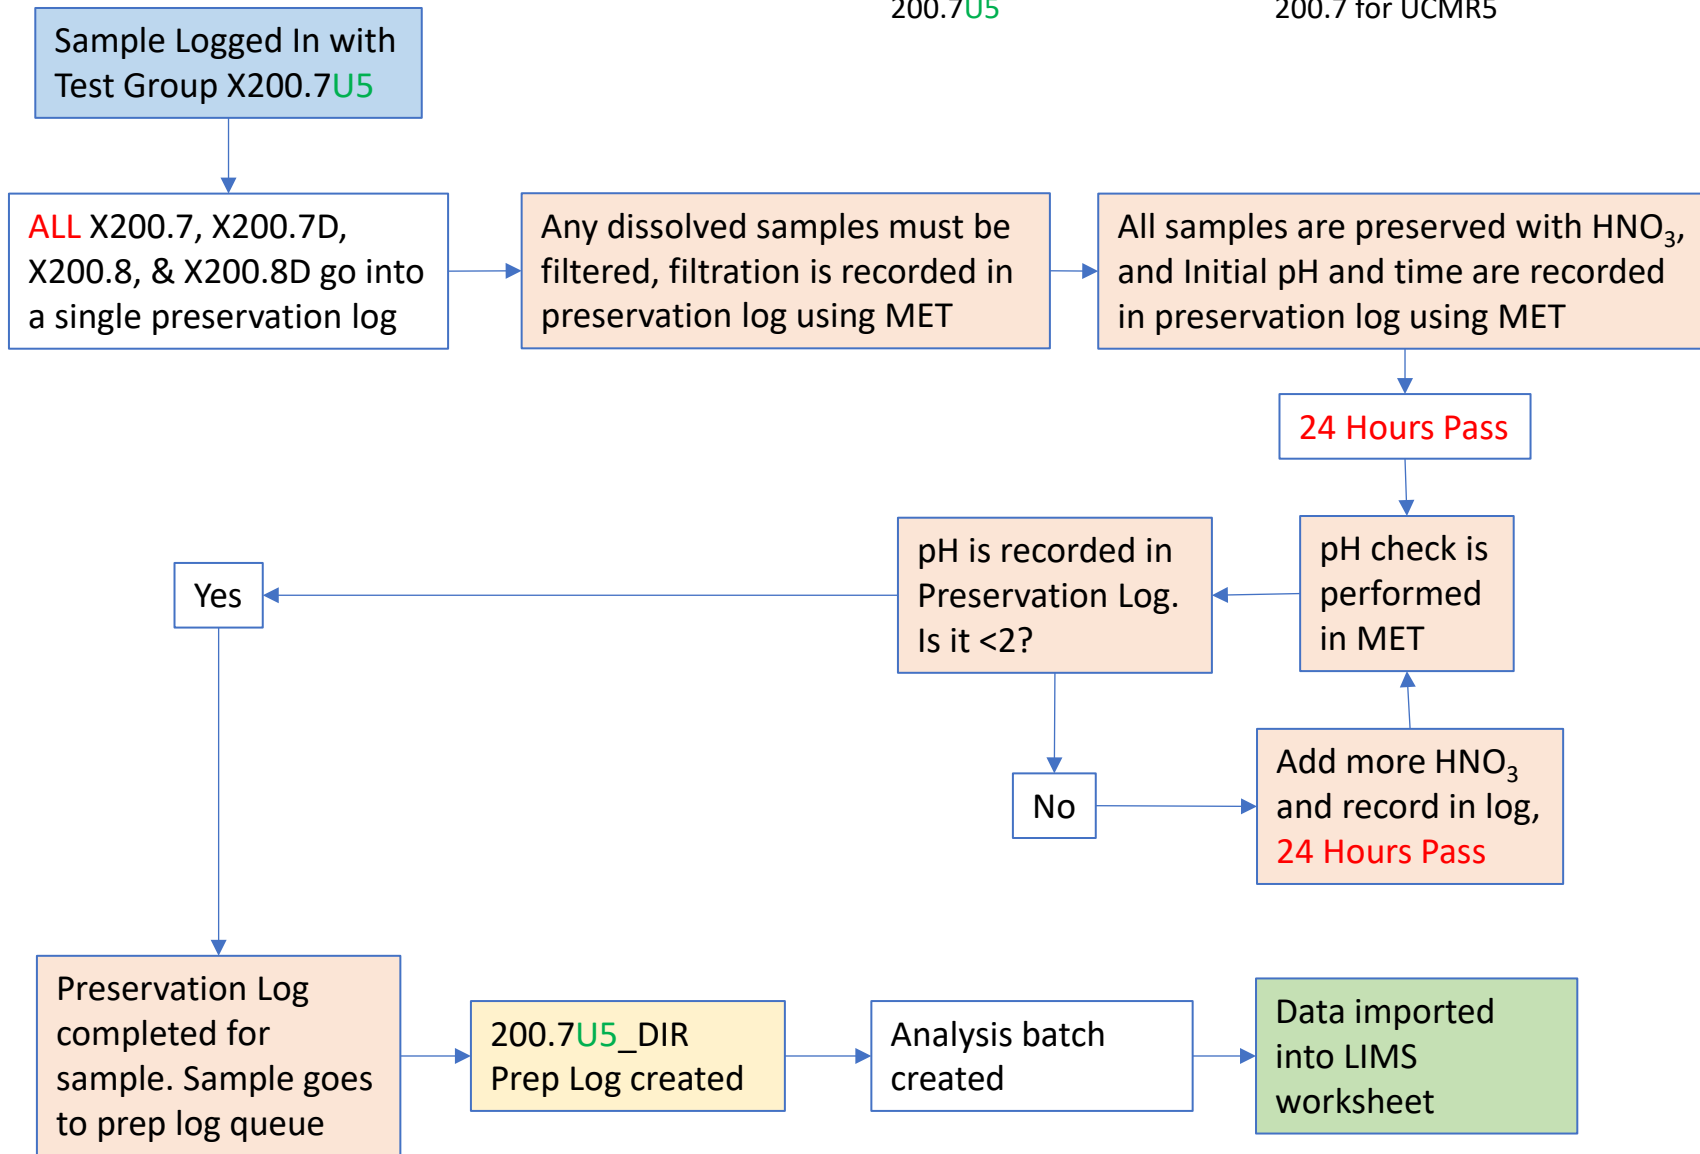 200.7U5 200.7 for UCMR5
Sample Logged In with
Test Group X200.7U5
ALL X200.7, X200.7D,
X200.8, & X200.8D go into
a single preservation log
Any dissolved samples must be
filtered, filtration is recorded in
preservation log using MET
All samples are preserved with HNO₃,
and Initial pH and time are recorded
in preservation log using MET
24 Hours Pass
pH check is
performed
in MET
pH is recorded in
Preservation Log.
Is it <2?
Yes
No
Add more HNO₃
and record in log,
24 Hours Pass
Preservation Log
completed for
sample. Sample goes
to prep log queue
200.7U5_DIR
Prep Log created
Analysis batch
created
Data imported
into LIMS
worksheet